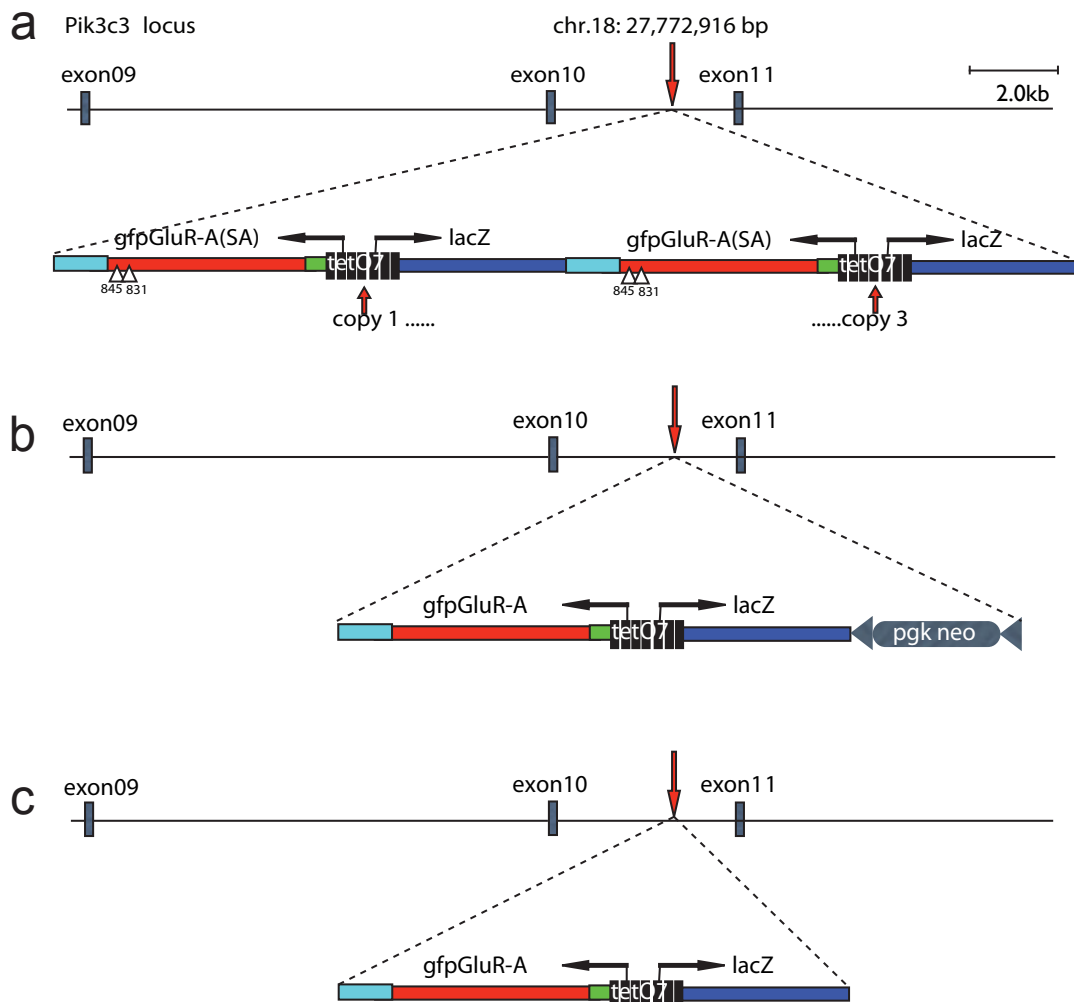 a Pik3c3 locus chr.18: 27,772,916 bp
exon09 exon10 exon11
2.0kb
gfpGluR-A(SA) lacZ gfpGluR-A(SA) lacZ
tetO7 tetO7
845 831 845 831
copy 1 ...... ......copy 3
b
exon09 exon10 exon11
gfpGluR-A lacZ
tetO7 pgk neo
c
exon09 exon10 exon11
gfpGluR-A lacZ
tetO7